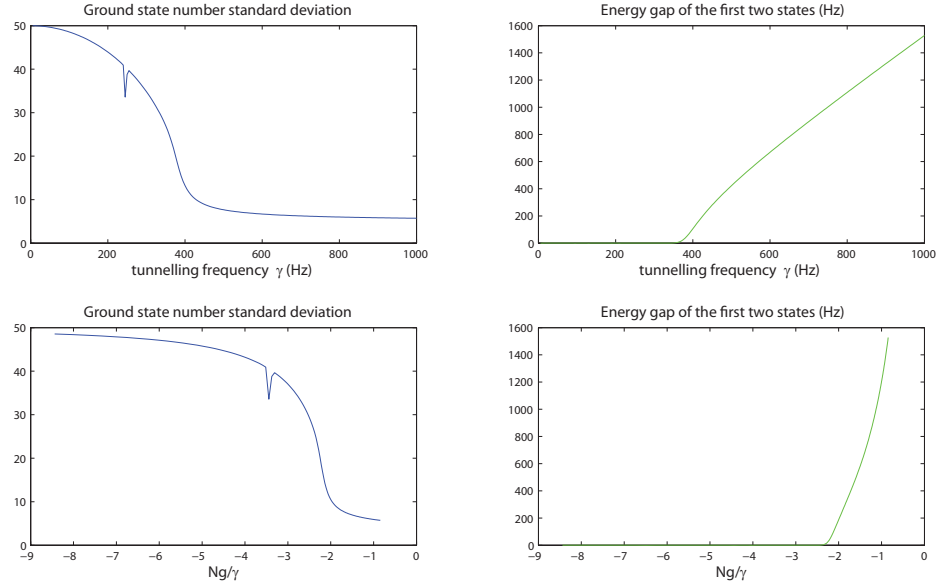 Ground state number standard deviation
50
40
30
20
10
0
0 200 400 600 800 1000
tunnelling frequency γ (Hz)
Energy gap of the first two states (Hz)
1600
1400
1200
1000
800
600
400
200
0
0 200 400 600 800 1000
tunnelling frequency γ (Hz)
Ground state number standard deviation
50
40
30
20
10
0
−9 −8 −7 −6 −5 −4 −3 −2 −1 0
Ng/γ
Energy gap of the first two states (Hz)
1600
1400
1200
1000
800
600
400
200
0
−9 −8 −7 −6 −5 −4 −3 −2 −1 0
Ng/γ